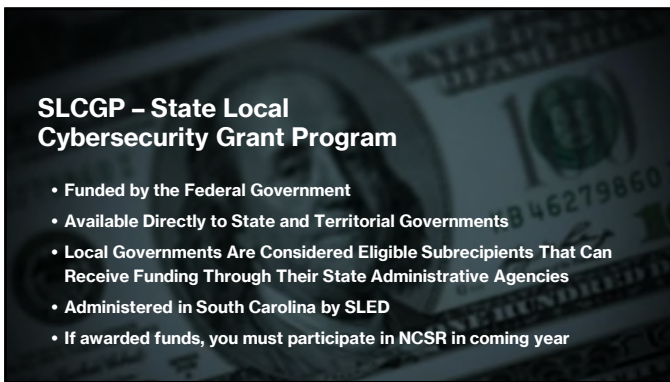 SLCGP – State Local
Cybersecurity Grant Program
• Funded by the Federal Government
• Available Directly to State and Territorial Governments
• Local Governments Are Considered Eligible Subrecipients That Can
Receive Funding Through Their State Administrative Agencies
• Administered in South Carolina by SLED
• If awarded funds, you must participate in NCSR in coming year
100
B 46279860